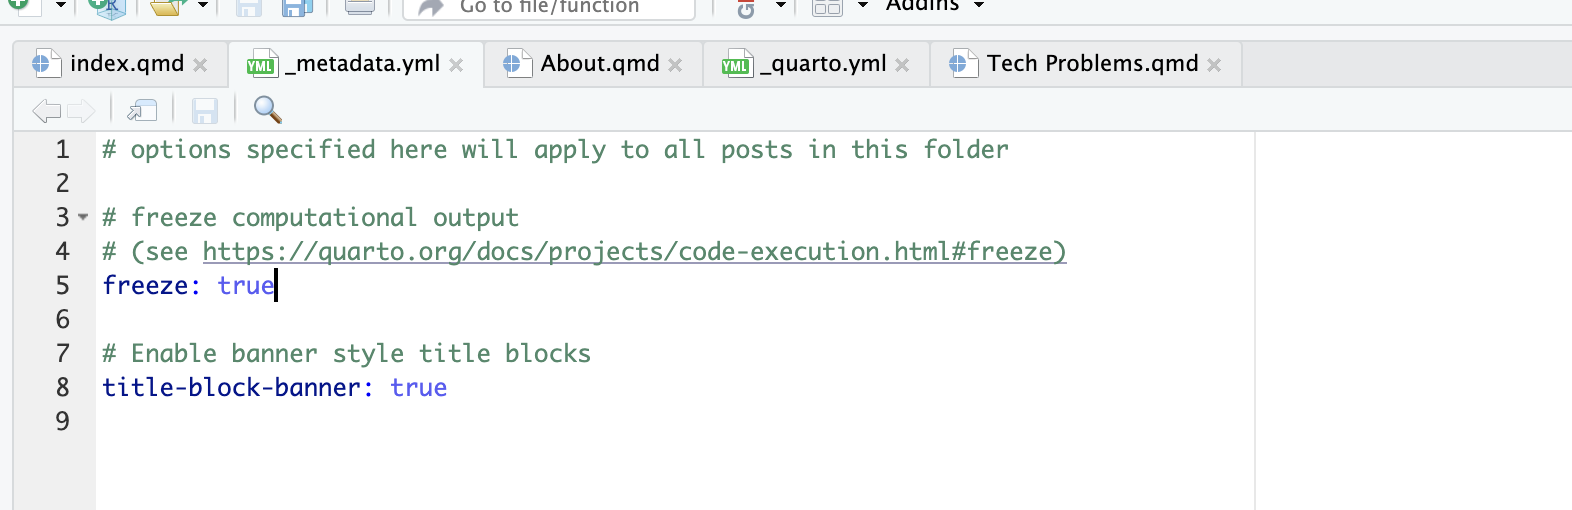 Go to file/function
Addins
index.qmd
_metadata.yml
About.qmd
_quarto.yml
Tech Problems.qmd
1 # options specified here will apply to all posts in this folder
2
3 # freeze computational output
4 # (see https://quarto.org/docs/projects/code-execution.html#freeze)
5 freeze: true
6
7 # Enable banner style title blocks
8 title-block-banner: true
9